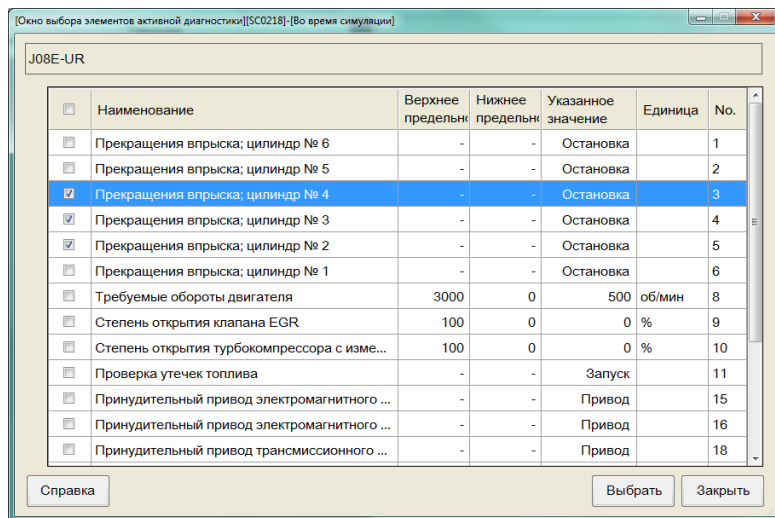 [Окно выбора элементов активной диагностики][SC0218]-[Во время симуляции]
J08E-UR
Наименование Верхнее предельно Нижнее предельно Указанное значение Единица No.
Прекращения впрыска; цилиндр № 6 - - Остановка 1
Прекращения впрыска; цилиндр № 5 - - Остановка 2
Прекращения впрыска; цилиндр № 4 - - Остановка 3
Прекращения впрыска; цилиндр № 3 - - Остановка 4
Прекращения впрыска; цилиндр № 2 - - Остановка 5
Прекращения впрыска; цилиндр № 1 - - Остановка 6
Требуемые обороты двигателя 3000 0 500 об/мин 8
Степень открытия клапана EGR 100 0 0 % 9
Степень открытия турбокомпрессора с изме... 100 0 0 % 10
Проверка утечек топлива - - Запуск 11
Принудительный привод электромагнитного ... - - Привод 15
Принудительный привод электромагнитного ... - - Привод 16
Принудительный привод трансмиссионного ... - - Привод 18
Справка Выбрать Закрыть